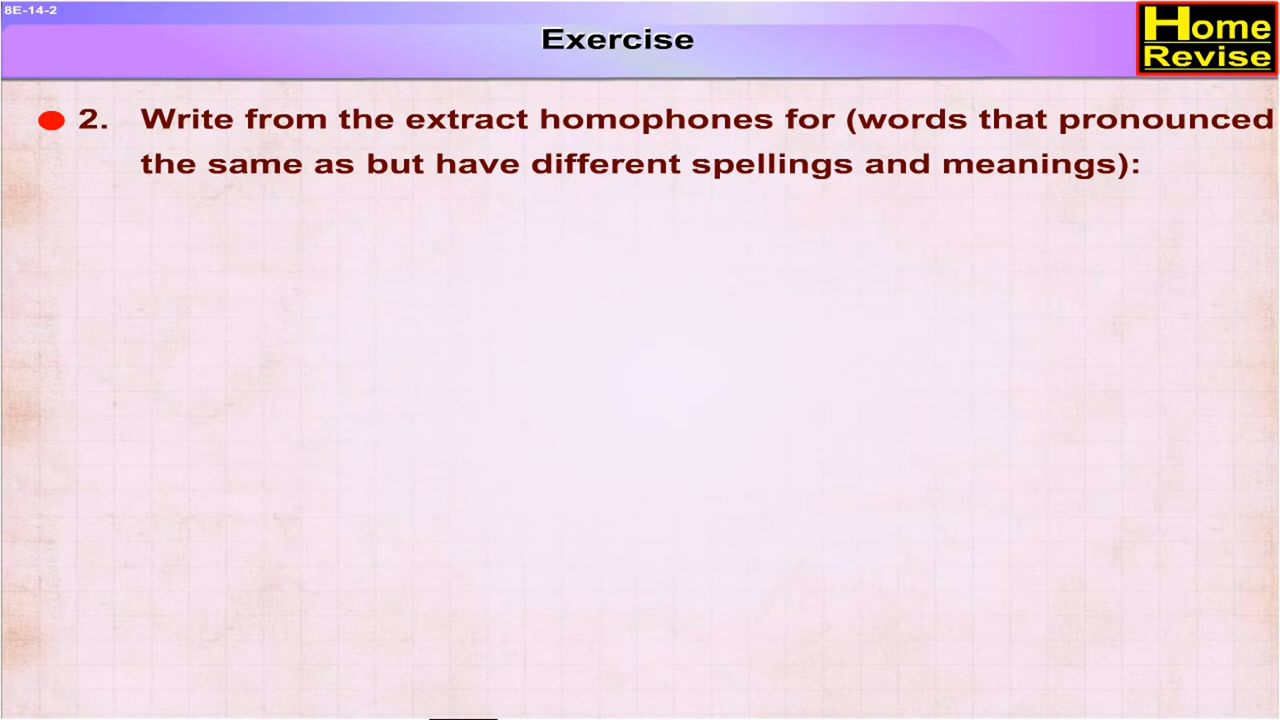 8E-14-2
Exercise
Home
Revise
2. Write from the extract homophones for (words that pronounced
the same as but have different spellings and meanings):